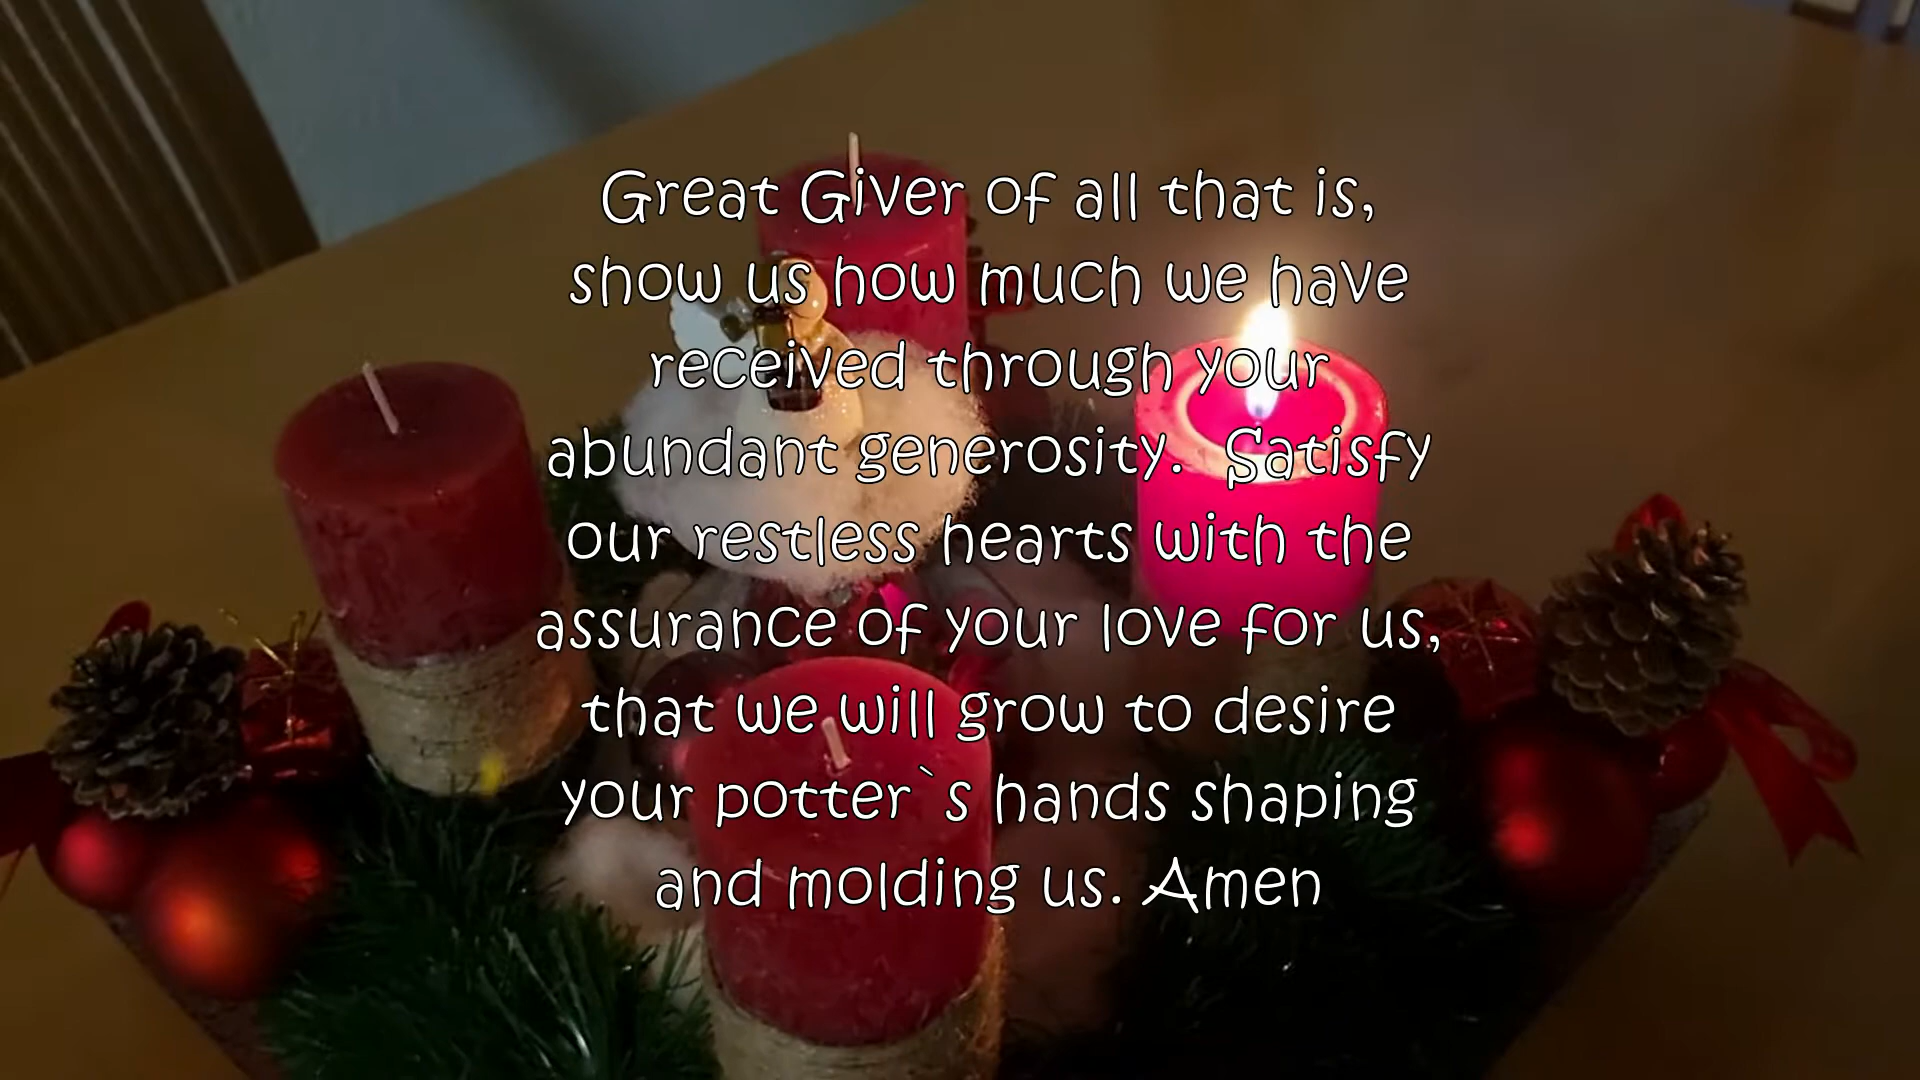 Great Giver of all that is,
show us how much we have
received through your
abundant generosity.  Satisfy
our restless hearts with the
assurance of your love for us,
that we will grow to desire
your potter`s hands shaping
and molding us. Amen